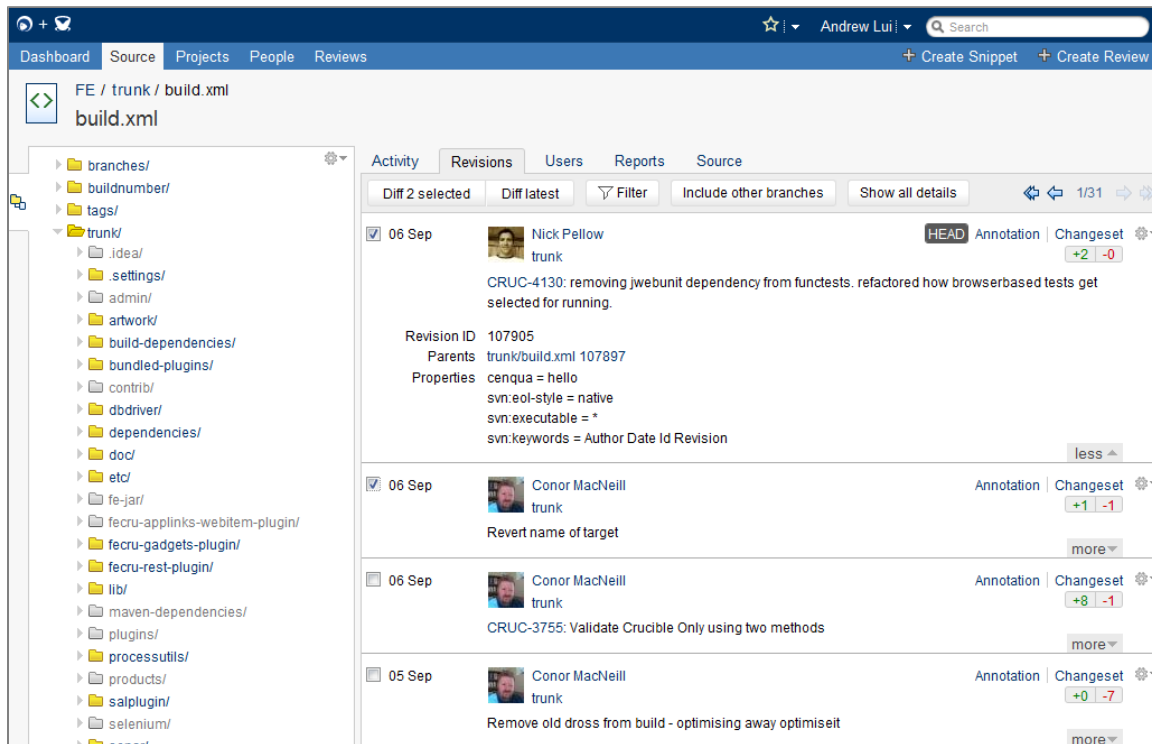 +
Andrew Lui
Search
Dashboard Source Projects People Reviews
+ Create Snippet + Create Review
FE / trunk / build.xml
build.xml
branches/
buildnumber/
tags/
trunk/
.idea/
.settings/
admin/
artwork/
build-dependencies/
bundled-plugins/
contrib/
dbdriver/
dependencies/
doc/
etc/
fe-jar/
fecru-applinks-webitem-plugin/
fecru-gadgets-plugin/
fecru-rest-plugin/
lib/
maven-dependencies/
plugins/
processutils/
products/
salplugin/
selenium/
Activity Revisions Users Reports Source
Diff 2 selected Diff latest Filter Include other branches Show all details 1/31
06 Sep Nick Pellow HEAD Annotation Changeset
trunk +2 -0
CRUC-4130: removing jwebunit dependency from functests. refactored how browserbased tests get
selected for running.
Revision ID 107905
Parents trunk/build.xml 107897
Properties cenqua = hello
svn:eol-style = native
svn:executable = *
svn:keywords = Author Date Id Revision
less
06 Sep Conor MacNeill Annotation Changeset
trunk +1 -1
Revert name of target
more
06 Sep Conor MacNeill Annotation Changeset
trunk +8 -1
CRUC-3755: Validate Crucible Only using two methods
more
05 Sep Conor MacNeill Annotation Changeset
trunk +0 -7
Remove old dross from build - optimising away optimiseit
more